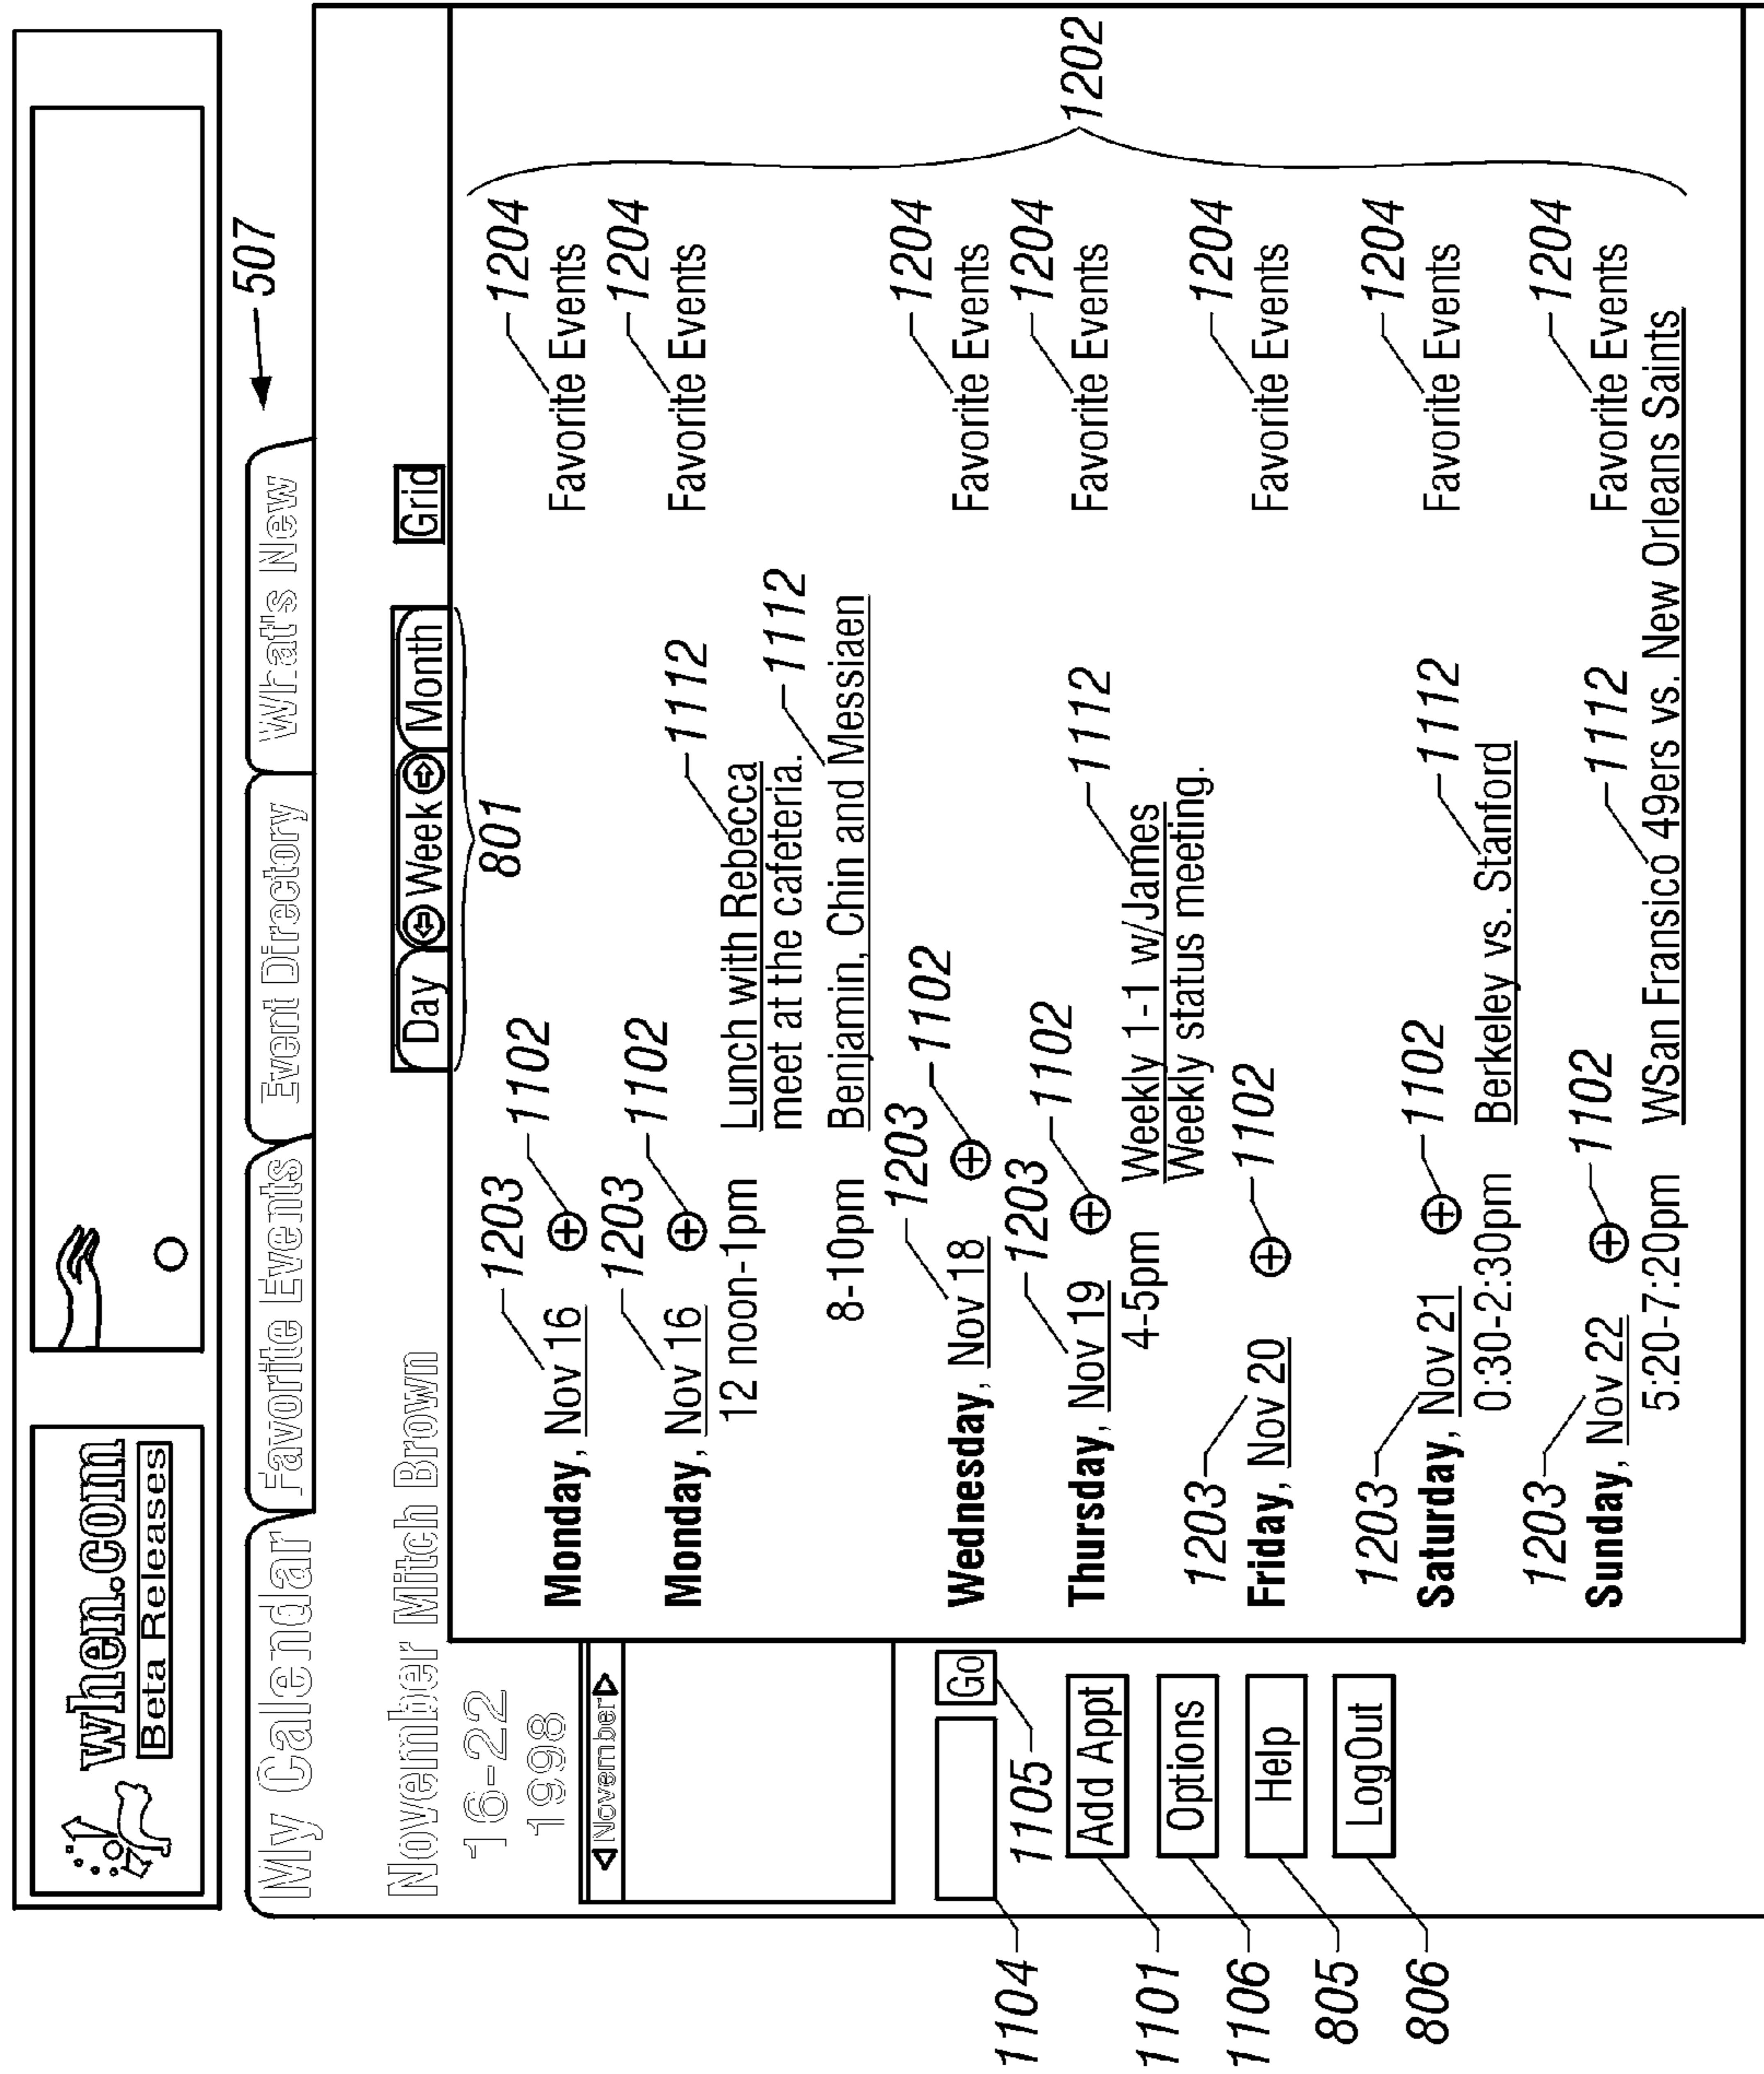 when.com
Beta Releases
507
My Calendar Favorite Events Event Directory What's New
November Mitch Brown
Day Week Month Grid
801
16-22
1998
November
1203 1102 1204
Monday, Nov 16 Favorite Events
1203 1102 1204
Monday, Nov 16 Favorite Events
1112
12 noon-1pm Lunch with Rebecca
meet at the cafeteria.
1112
8-10pm Benjamin, Chin and Messiaen
1202
1203 1102 1204
Wednesday, Nov 18 Favorite Events
1203 1102 1204
Thursday, Nov 19 Favorite Events
1112
4-5pm Weekly 1-1 w/James
Weekly status meeting.
1203 1102 1204
Friday, Nov 20 Favorite Events
1203 1102 1204
Saturday, Nov 21 Favorite Events
1112
0:30-2:30pm Berkeley vs. Stanford
1203 1102 1204
Sunday, Nov 22 Favorite Events
1112
5:20-7:20pm WSan Fransico 49ers vs. New Orleans Saints
Go
1104 1105
1101 Add Appt
1106 Options
805 Help
806 LogOut